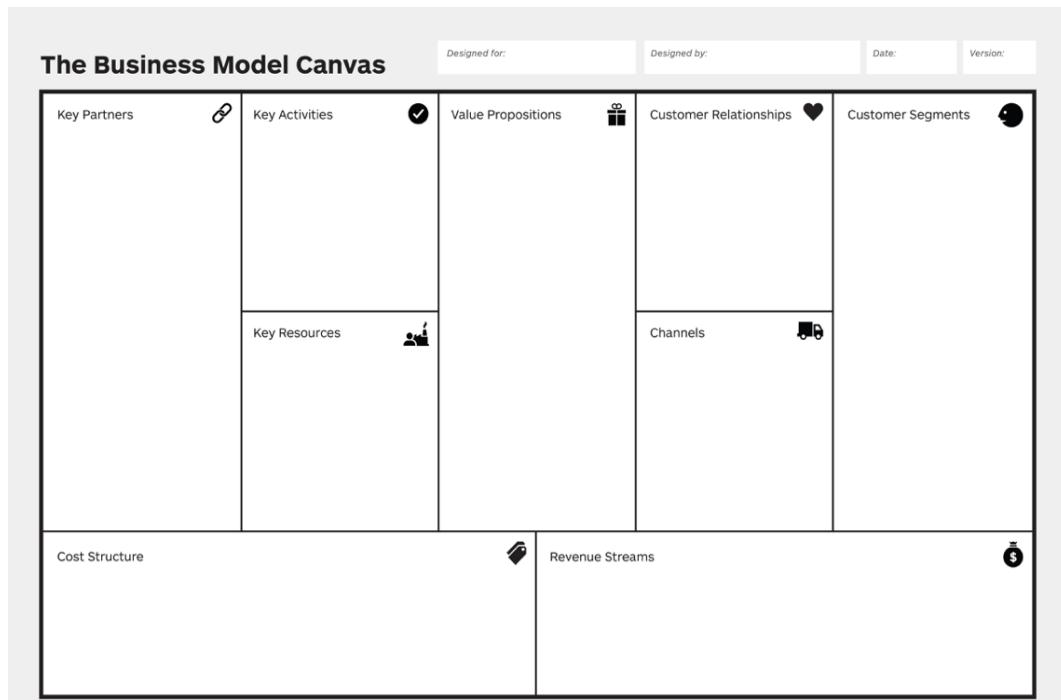 The Business Model Canvas
Designed for:
Designed by:
Date:
Version:
Key Partners
Key Activities
Value Propositions
Customer Relationships
Customer Segments
Key Resources
Channels
Cost Structure
Revenue Streams
$